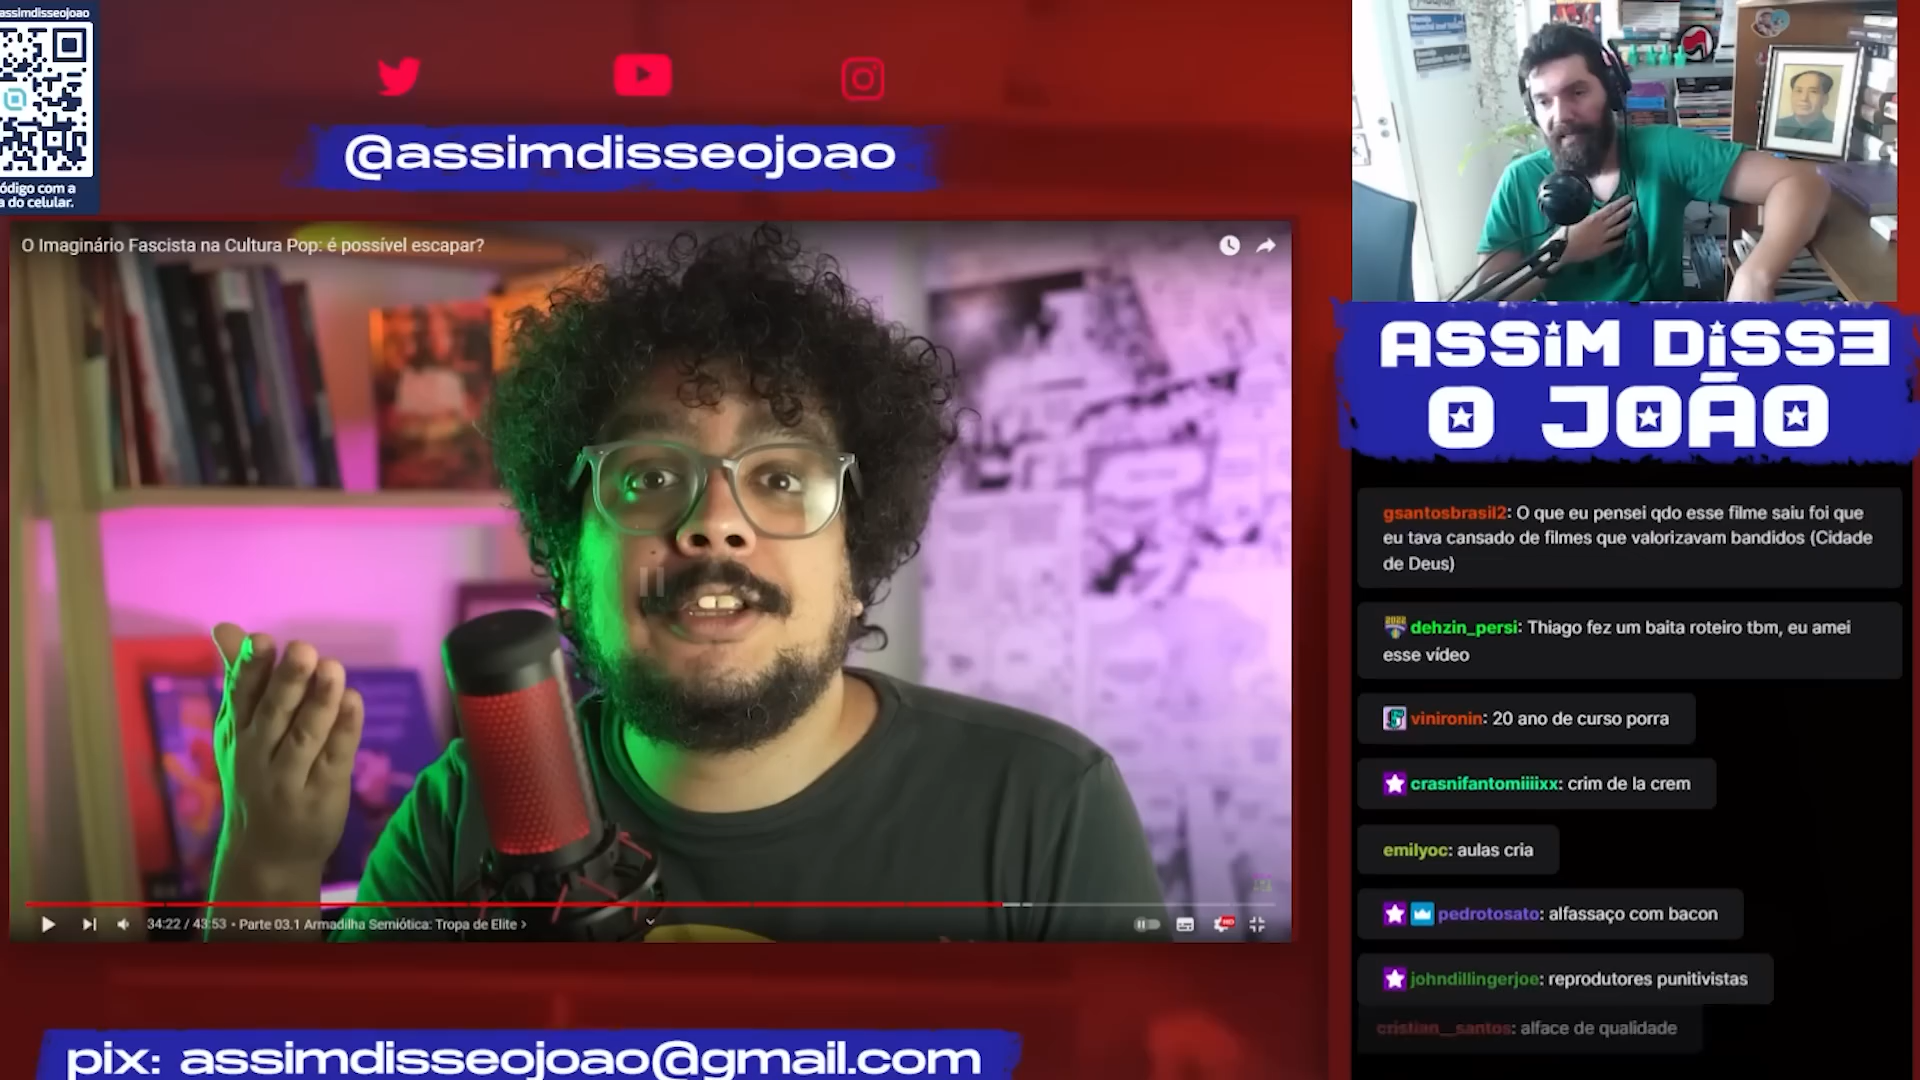 assimdisseojoao
ódigo com a
a do celular.
@assimdisseojoao
O Imaginário Fascista na Cultura Pop: é possível escapar?
34:22 / 43:53 • Parte 03.1 Armadilha Semiótica: Tropa de Elite >
HD
pix: assimdisseojoao@gmail.com
ASSIM DISSE
O JOÃO
gsantosbrasil2: O que eu pensei qdo esse filme saiu foi que
eu tava cansado de filmes que valorizavam bandidos (Cidade
de Deus)
dehzin_persi: Thiago fez um baita roteiro tbm, eu amei
esse vídeo
vinironin: 20 ano de curso porra
crasnifantomiiiixx: crim de la crem
emilyoc: aulas cria
pedrotosato: alfassaço com bacon
johndillingerjoe: reprodutores punitivistas
cristian__santos: alface de qualidade